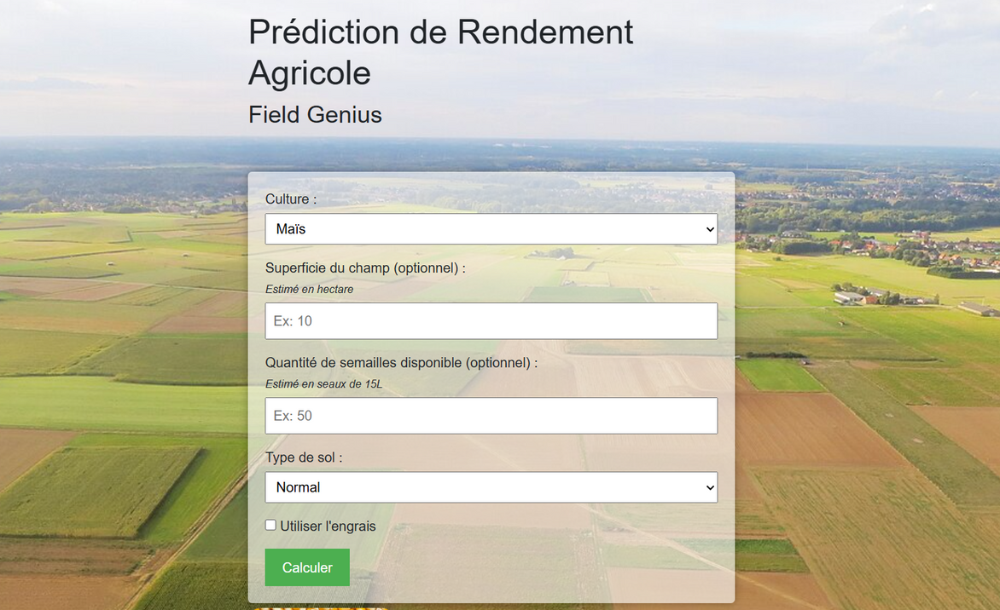 Prédiction de Rendement
Agricole
Field Genius
Culture :
Maïs
Superficie du champ (optionnel) :
Estimé en hectare
Ex: 10
Quantité de semailles disponible (optionnel) :
Estimé en seaux de 15L
Ex: 50
Type de sol :
Normal
Utiliser l'engrais
Calculer